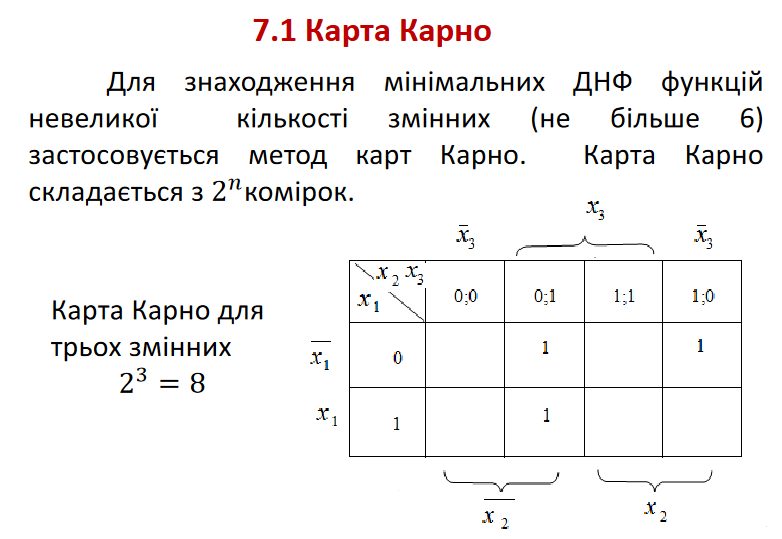 7.1 Карта Карно
Для знаходження мінімальних ДНФ функцій
невеликої кількості змінних (не більше 6)
застосовується метод карт Карно. Карта Карно
складається з 2ⁿ комірок.
x₃
x̅₃ x̅₃
x₂ x₃
x₁ 0;0 0;1 1;1 1;0
Карта Карно для
трьох змінних
2³ = 8
x̅₁ 0 1 1
x₁ 1 1
x̅₂ x₂